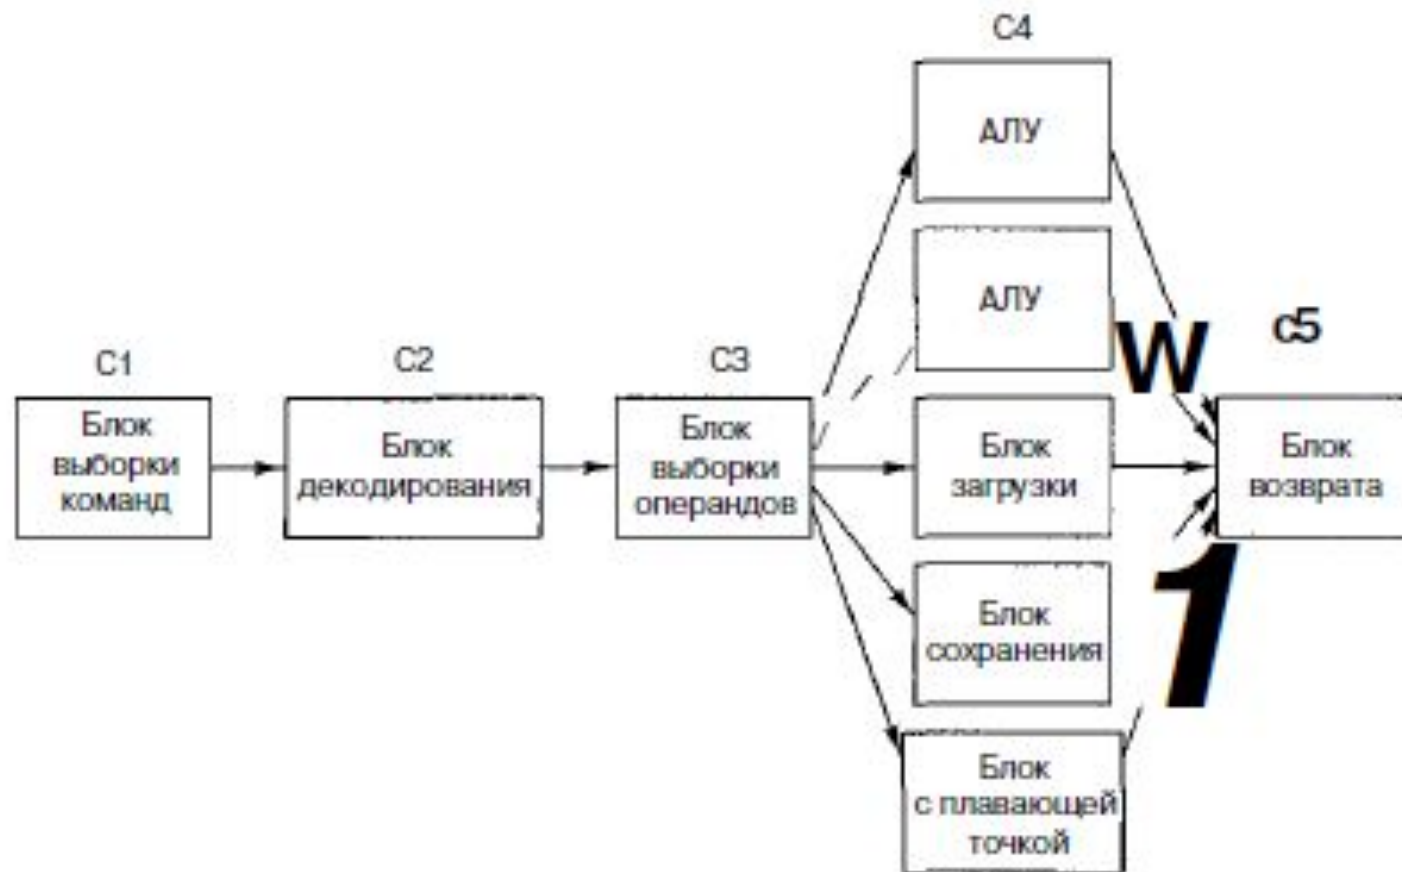 C4
АЛУ
АЛУ
W
c5
C1
C2
C3
Блок
выборки
команд
Блок
декодирования
Блок
выборки
операндов
Блок
загрузки
Блок
возврата
1
Блок
сохранения
Блок
с плавающей
точкой